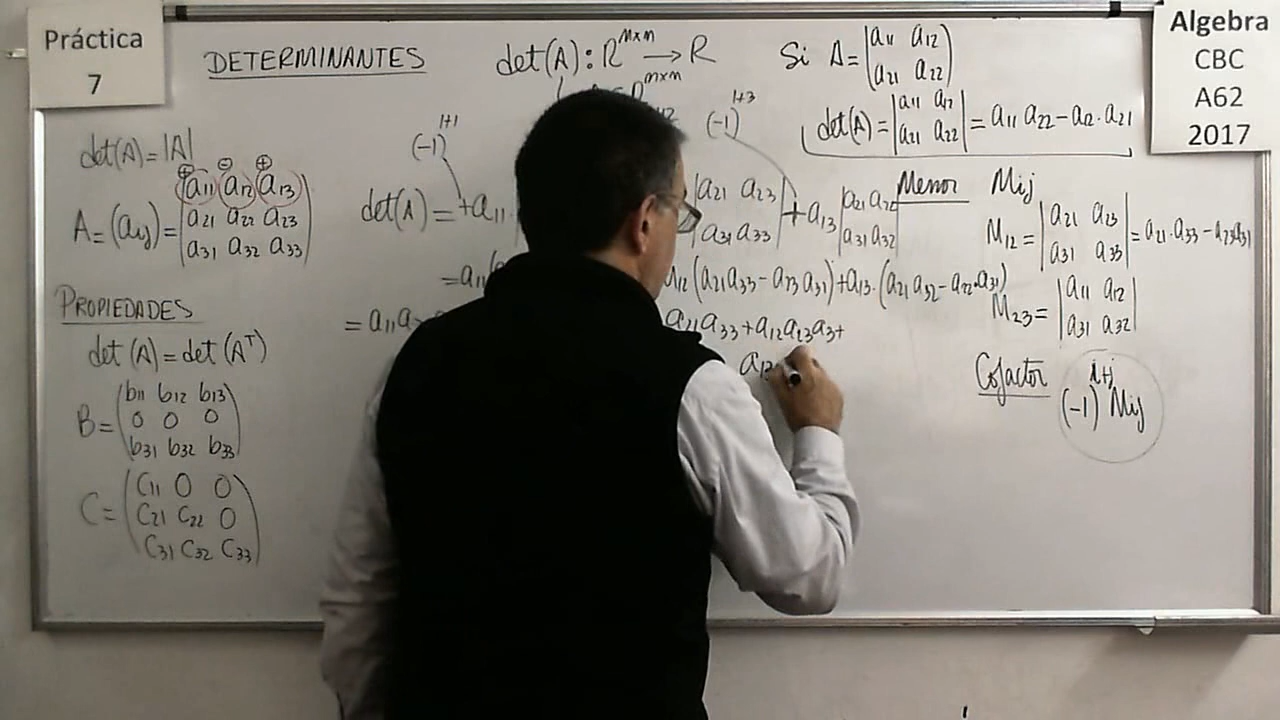 Práctica
7
DETERMINANTES
det(A): R^{n×n} → R
Si A = (a11 a12
a21 a22)
Algebra
CBC
A62
2017
det(A) = |A|
(-1)^{1+1}
(-1)^{1+3}
det(A) = |a11 a12
a21 a22| = a11 a22 - a12 . a21
⊕ ⊖ ⊕
A = (aij) = (a11 a12 a13
a21 a22 a23
a31 a32 a33)
det(A) = +a11.
|a21 a23
a31 a33| + a13 |a21 a22
a31 a32|
= a11(
a12 (a21 a33 - a23 a31) + a13 . (a21 a32 - a22 . a31)
= a11 a
a21 a33 + a12 a23 a31 +
Menor Mij
M12 = |a21 a23
a31 a33| = a21 . a33 - a23 a31
M23 = |a11 a12
a31 a32|
Cofactor (-1)^{i+j} Mij
PROPIEDADES
det(A) = det(A^T)
B = (b11 b12 b13
0 0 0
b31 b32 b33)
C = (C11 0 0
C21 C22 0
C31 C32 C33)